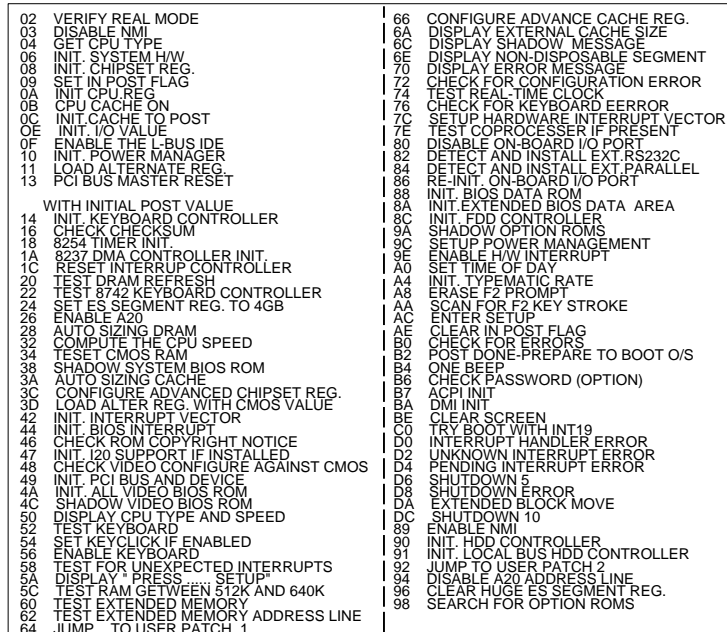 02 VERIFY REAL MODE
03 DISABLE NMI
04 GET CPU TYPE
06 INIT. SYSTEM H/W
08 INIT. CHIPSET REG.
09 SET IN POST FLAG
0A INIT CPU.REG
0B CPU CACHE ON
0C INIT.CACHE TO POST
OE INIT. I/O VALUE
0F ENABLE THE L-BUS IDE
10 INIT. POWER MANAGER
11 LOAD ALTERNATE REG.
13 PCI BUS MASTER RESET
WITH INITIAL POST VALUE
14 INIT. KEYBOARD CONTROLLER
16 CHECK CHECKSUM
18 8254 TIMER INIT.
1A 8237 DMA CONTROLLER INIT.
1C RESET INTERRUP CONTROLLER
20 TEST DRAM REFRESH
22 TEST 8742 KEYBOARD CONTROLLER
24 SET ES SEGMENT REG. TO 4GB
26 ENABLE A20
28 AUTO SIZING DRAM
32 COMPUTE THE CPU SPEED
34 TESET CMOS RAM
38 SHADOW SYSTEM BIOS ROM
3A AUTO SIZING CACHE
3C CONFIGURE ADVANCED CHIPSET REG.
3D LOAD ALTER REG. WITH CMOS VALUE
42 INIT. INTERRUPT VECTOR
44 INIT. BIOS INTERRUPT
46 CHECK ROM COPYRIGHT NOTICE
47 INIT. I20 SUPPORT IF INSTALLED
48 CHECK VIDEO CONFIGURE AGAINST CMOS
49 INIT. PCI BUS AND DEVICE
4A INIT. ALL VIDEO BIOS ROM
4C SHADOW VIDEO BIOS ROM
50 DISPLAY CPU TYPE AND SPEED
52 TEST KEYBOARD
54 SET KEYCLICK IF ENABLED
56 ENABLE KEYBOARD
58 TEST FOR UNEXPECTED INTERRUPTS
5A DISPLAY " PRESS ...... SETUP"
5C TEST RAM GETWEEN 512K AND 640K
60 TEST EXTENDED MEMORY
62 TEST EXTENDED MEMORY ADDRESS LINE
64 JUMP TO USER PATCH 1
66 CONFIGURE ADVANCE CACHE REG.
6A DISPLAY EXTERNAL CACHE SIZE
6C DISPLAY SHADOW MESSAGE
6E DISPLAY NON-DISPOSABLE SEGMENT
70 DISPLAY ERROR MESSAGE
72 CHECK FOR CONFIGURATION ERROR
74 TEST REAL-TIME CLOCK
76 CHECK FOR KEYBOARD EERROR
7C SETUP HARDWARE INTERRUPT VECTOR
7E TEST COPROCESSER IF PRESENT
80 DISABLE ON-BOARD I/O PORT
82 DETECT AND INSTALL EXT.RS232C
84 DETECT AND INSTALL EXT.PARALLEL
86 RE-INIT. ON-BOARD I/O PORT
88 INIT. BIOS DATA ROM
8A INIT.EXTENDED BIOS DATA AREA
8C INIT. FDD CONTROLLER
9A SHADOW OPTION ROMS
9C SETUP POWER MANAGEMENT
9E ENABLE H/W INTERRUPT
A0 SET TIME OF DAY
A4 INIT. TYPEMATIC RATE
A8 ERASE F2 PROMPT
AA SCAN FOR F2 KEY STROKE
AC ENTER SETUP
AE CLEAR IN POST FLAG
B0 CHECK FOR ERRORS
B2 POST DONE-PREPARE TO BOOT O/S
B4 ONE BEEP
B6 CHECK PASSWORD (OPTION)
B7 ACPI INIT
BA DMI INIT
BE CLEAR SCREEN
C0 TRY BOOT WITH INT19
D0 INTERRUPT HANDLER ERROR
D2 UNKNOWN INTERRUPT ERROR
D4 PENDING INTERRUPT ERROR
D6 SHUTDOWN 5
D8 SHUTDOWN ERROR
DA EXTENDED BLOCK MOVE
DC SHUTDOWN 10
89 ENABLE NMI
90 INIT. HDD CONTROLLER
91 INIT. LOCAL BUS HDD CONTROLLER
92 JUMP TO USER PATCH 2
94 DISABLE A20 ADDRESS LINE
96 CLEAR HUGE ES SEGMENT REG.
98 SEARCH FOR OPTION ROMS